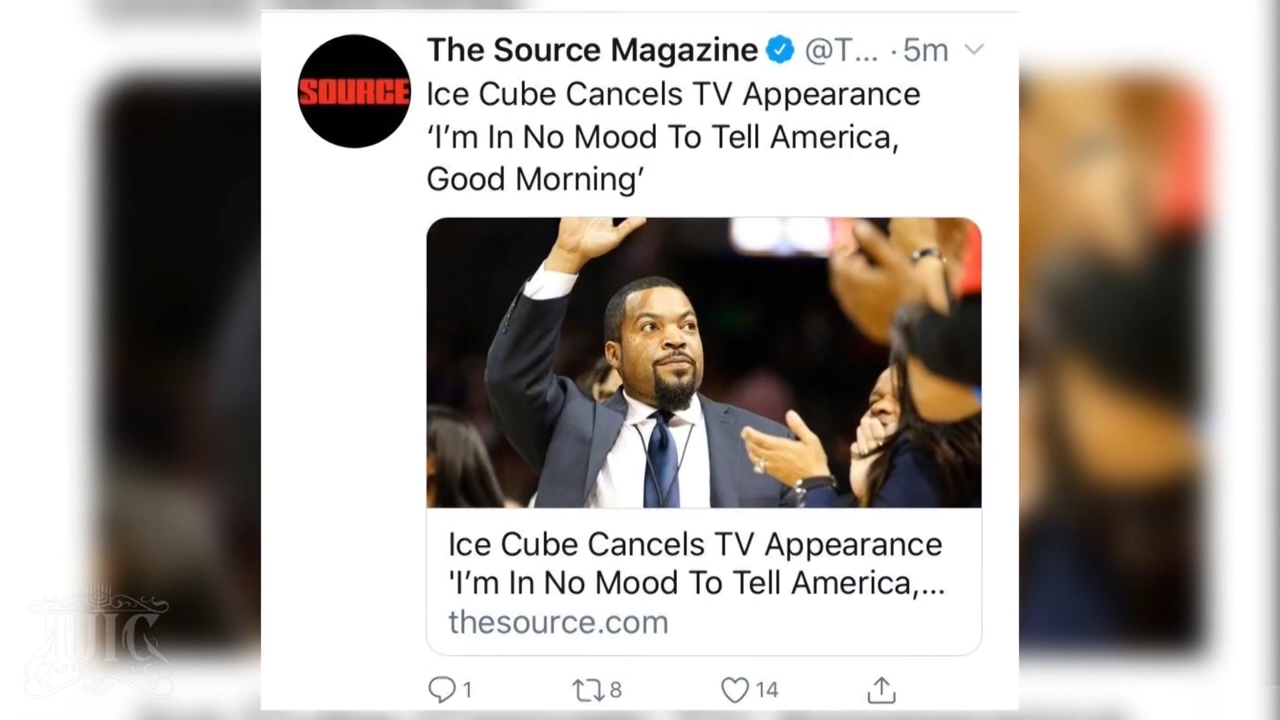 SOURCE
The Source Magazine @T... · 5m
Ice Cube Cancels TV Appearance
‘I’m In No Mood To Tell America,
Good Morning’
Ice Cube Cancels TV Appearance
'I’m In No Mood To Tell America,...
thesource.com
1 8 14
UIC